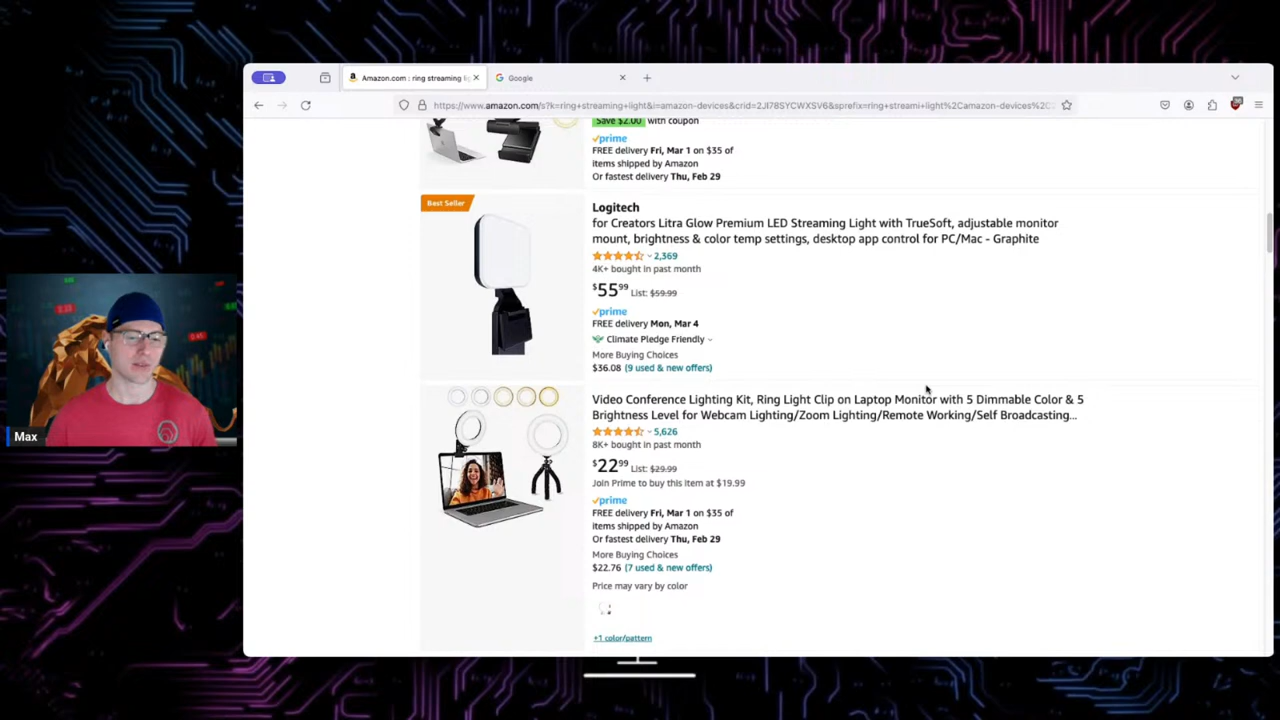 Amazon.com : ring streaming li
Google
https://www.amazon.com/s?k=ring+streaming+light&i=amazon-devices&crid=2JI78SYCWXSV6&sprefix=ring+streami+light%2Camazon-devices%2C
Save $2.00 with coupon
prime
FREE delivery Fri, Mar 1 on $35 of
items shipped by Amazon
Or fastest delivery Thu, Feb 29
Best Seller
Logitech
for Creators Litra Glow Premium LED Streaming Light with TrueSoft, adjustable monitor
mount, brightness & color temp settings, desktop app control for PC/Mac - Graphite
2,369
4K+ bought in past month
$55.99 List: $59.99
prime
FREE delivery Mon, Mar 4
Climate Pledge Friendly
More Buying Choices
$36.08 (9 used & new offers)
Video Conference Lighting Kit, Ring Light Clip on Laptop Monitor with 5 Dimmable Color & 5
Brightness Level for Webcam Lighting/Zoom Lighting/Remote Working/Self Broadcasting...
5,626
8K+ bought in past month
$22.99 List: $29.99
Join Prime to buy this item at $19.99
prime
FREE delivery Fri, Mar 1 on $35 of
items shipped by Amazon
Or fastest delivery Thu, Feb 29
More Buying Choices
$22.76 (7 used & new offers)
Price may vary by color
+1 color/pattern
Max